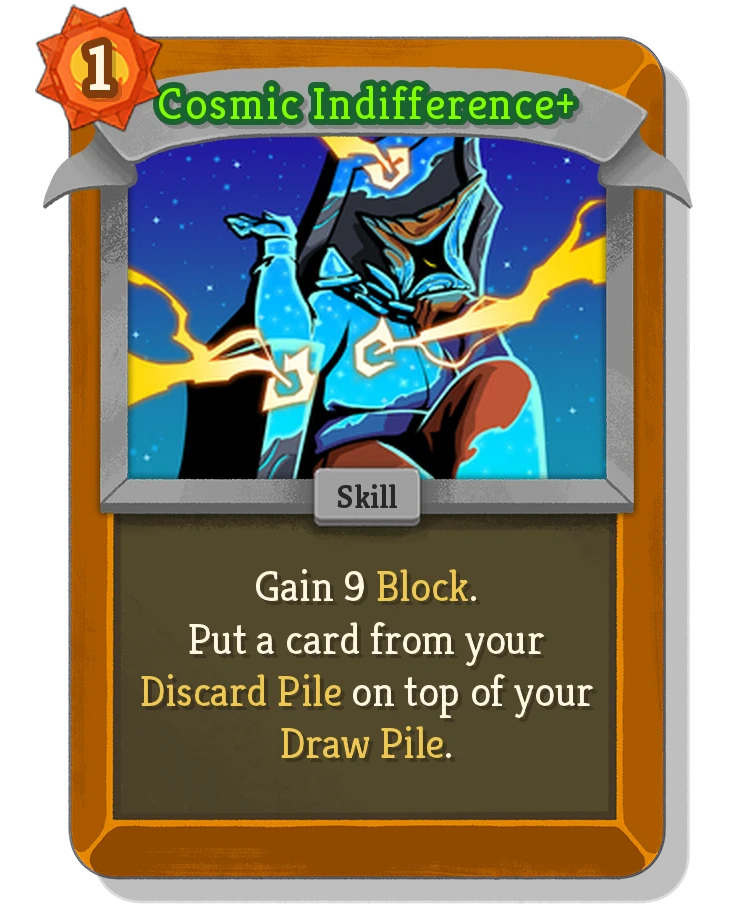 1
Cosmic Indifference+
Skill
Gain 9 Block.
Put a card from your
Discard Pile on top of your
Draw Pile.